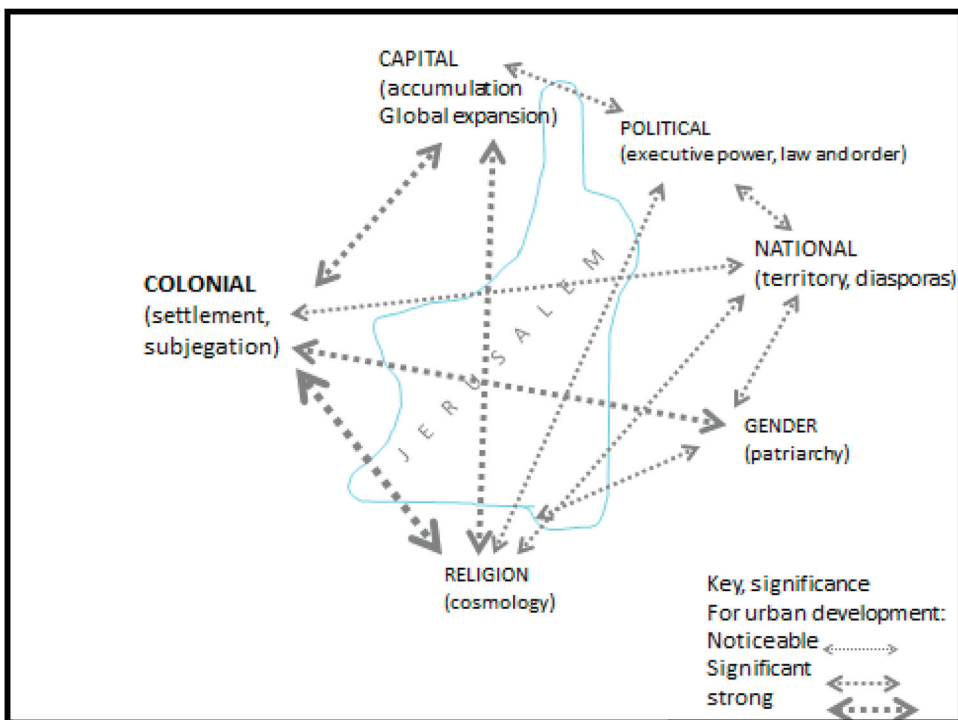 CAPITAL
(accumulation
Global expansion)
POLITICAL
(executive power, law and order)
NATIONAL
(territory, diasporas)
COLONIAL
(settlement,
subjegation)
JERUSALEM
GENDER
(patriarchy)
RELIGION
(cosmology)
Key, significance
For urban development:
Noticeable
Significant
strong